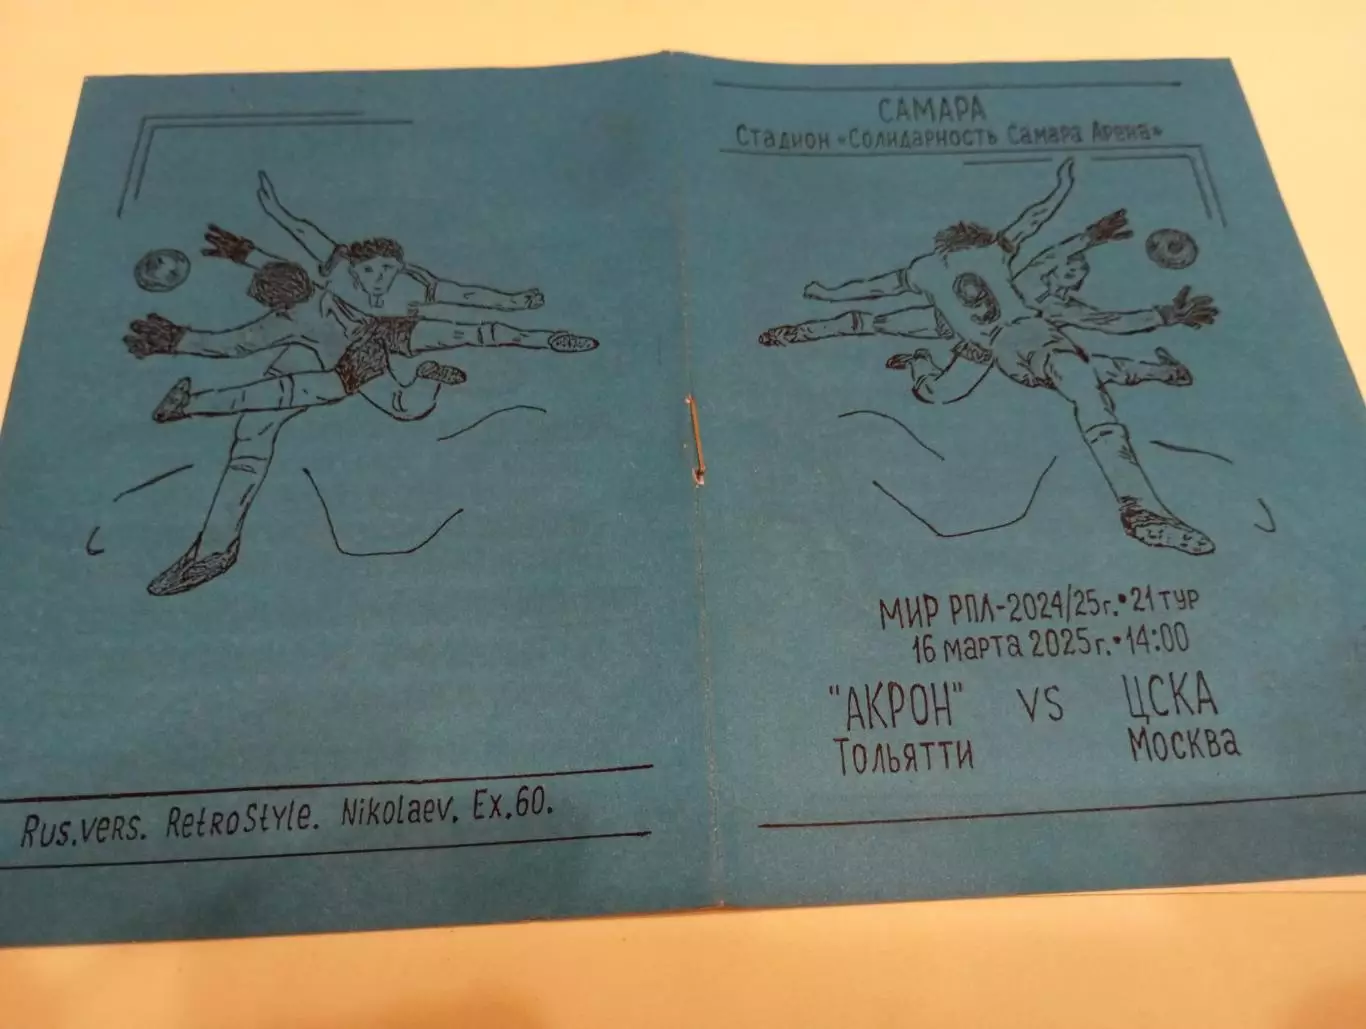 САМАРА
Стадион «Солидарность Самара Арена»
МИР РПЛ-2024/25г.•21 тур
16 марта 2025г.•14:00
"АКРОН" VS ЦСКА
Тольятти Москва
Rus.vers. RetroStyle. Nikolaev. Ex.60.